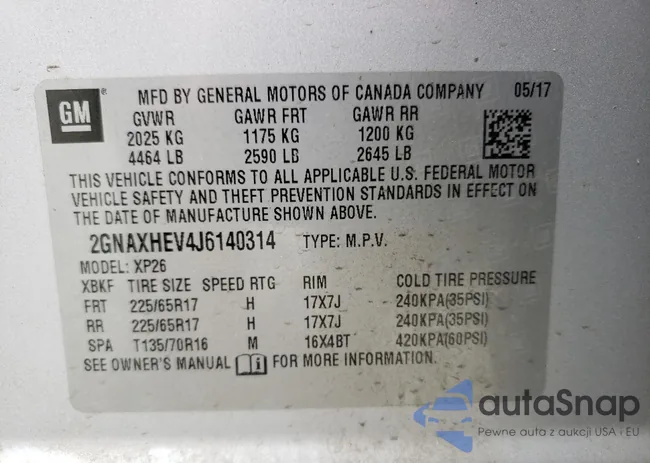 GM
MFD BY GENERAL MOTORS OF CANADA COMPANY 05/17
GVWR GAWR FRT GAWR RR
2025 KG 1175 KG 1200 KG
4464 LB 2590 LB 2645 LB
THIS VEHICLE CONFORMS TO ALL APPLICABLE U.S. FEDERAL MOTOR
VEHICLE SAFETY AND THEFT PREVENTION STANDARDS IN EFFECT ON
THE DATE OF MANUFACTURE SHOWN ABOVE.
2GNAXHEV4J6140314 TYPE: M.P.V.
MODEL: XP26
XBKF TIRE SIZE SPEED RTG RIM COLD TIRE PRESSURE
FRT 225/65R17 H 17X7J 240KPA(35PSI)
RR 225/65R17 H 17X7J 240KPA(35PSI)
SPA T135/70R16 M 16X4BT 420KPA(60PSI)
SEE OWNER'S MANUAL i FOR MORE INFORMATION.
autoSnap
Pewne auta z aukcji USA i EU